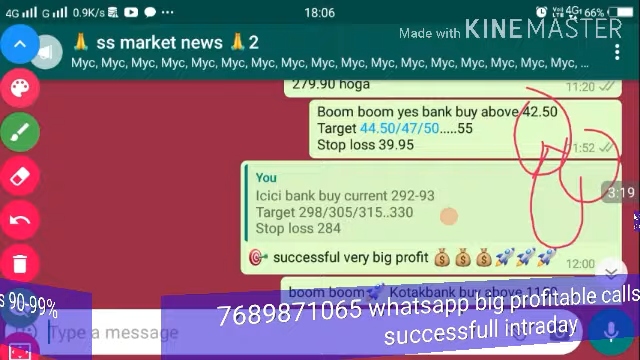 4G G 0.9K/s 18:06 4G 66%
Made with KINEMASTER
🙏 ss market news 🙏 2
Myc, Myc, Myc, Myc, Myc, Myc, Myc, Myc, Myc, Myc, Myc, Myc, Myc, Myc, Myc, Myc, ...
279.90 hoga
11:20
Boom boom yes bank buy above 42.50
Target 44.50/47/50.....55
Stop loss 39.95
11:52
You
Icici bank buy current 292-93
Target 298/305/315..330
Stop loss 284
3:19
🎯 successful very big profit 💰💰💰🚀🚀🚀
12:00
boom boom🚀 Kotakbank buy above
s 90-99%
7689871065 whatsapp big profitable calls
successfull intraday
Type a message